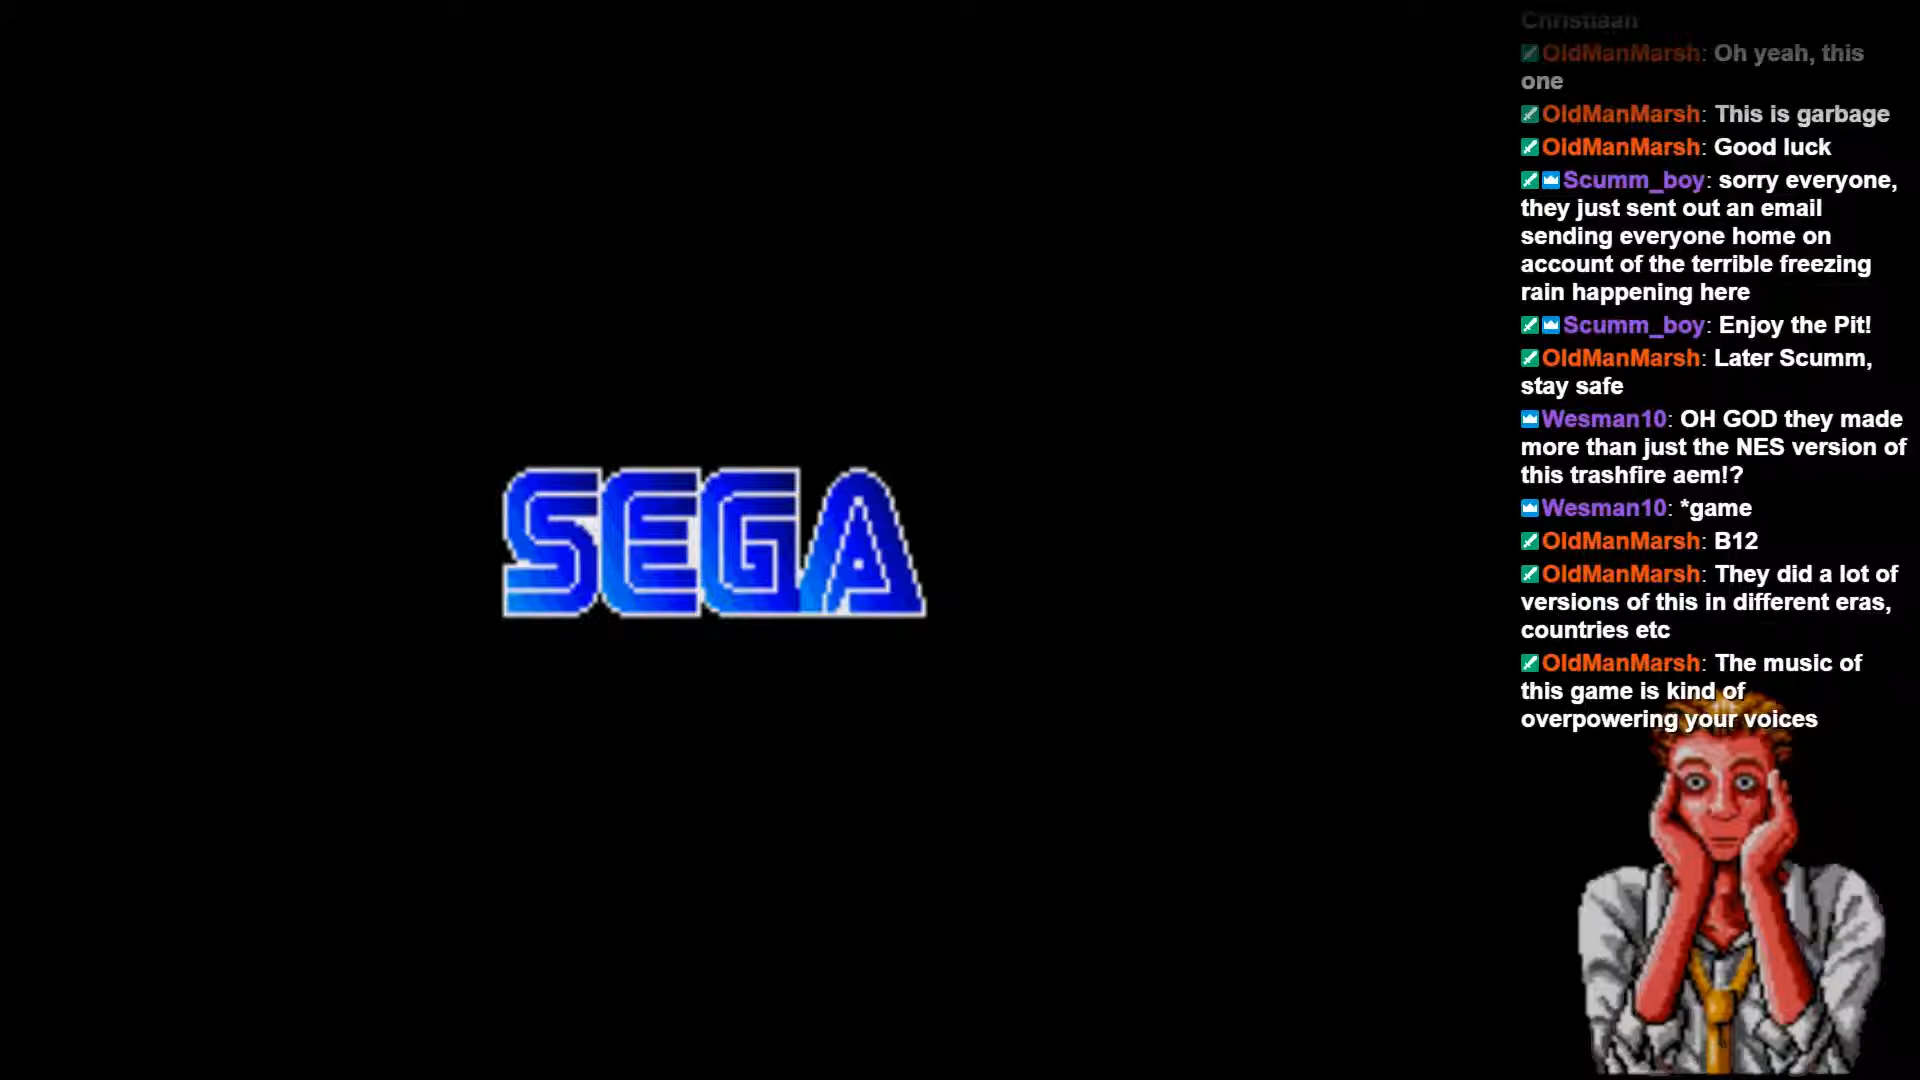 Christiaan
OldManMarsh: Oh yeah, this
one
OldManMarsh: This is garbage
OldManMarsh: Good luck
Scumm_boy: sorry everyone,
they just sent out an email
sending everyone home on
account of the terrible freezing
rain happening here
Scumm_boy: Enjoy the Pit!
OldManMarsh: Later Scumm,
stay safe
Wesman10: OH GOD they made
more than just the NES version of
this trashfire aem!?
Wesman10: *game
OldManMarsh: B12
OldManMarsh: They did a lot of
versions of this in different eras,
countries etc
OldManMarsh: The music of
this game is kind of
overpowering your voices
SEGA